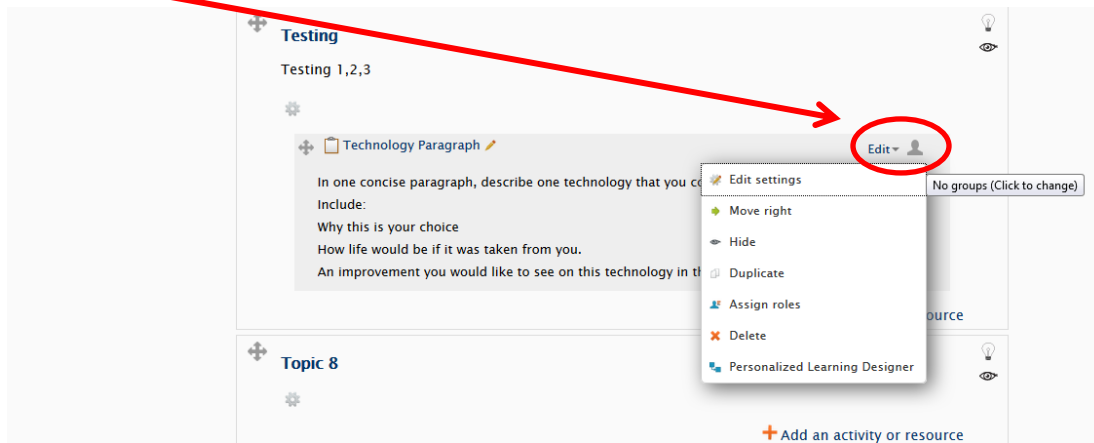 Testing
Testing 1,2,3
Technology Paragraph
Edit
In one concise paragraph, describe one technology that you
Include:
Why this is your choice
How life would be if it was taken from you.
An improvement you would like to see on this technology in
Edit settings
No groups (Click to change)
Move right
Hide
Duplicate
Assign roles
Delete
Personalized Learning Designer
Topic 8
Add an activity or resource